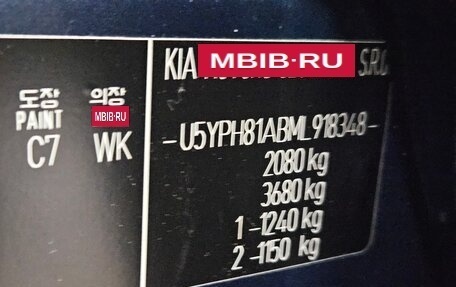 KIA MBIB.RU S.R.O.
도장 의장
PAINT MBIB.RU
C7 WK
-U5YPH81ABML918348-
2080 kg
3680 kg
1 -1240 kg
2 -1150 kg